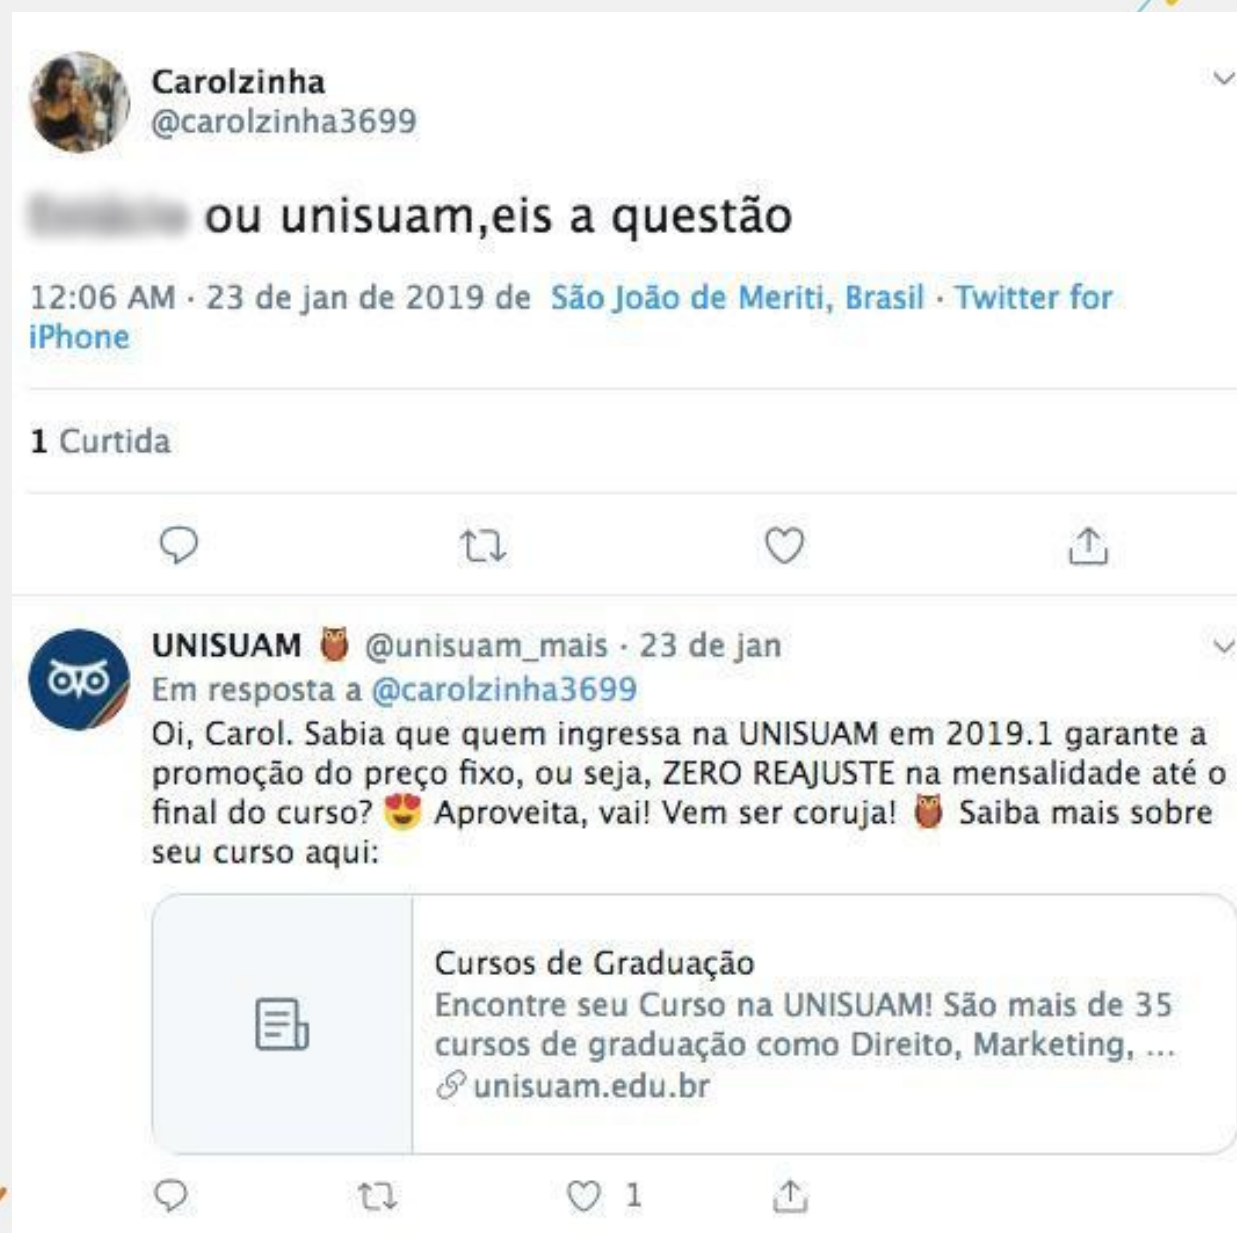 Carolzinha
@carolzinha3699
ou unisuam,eis a questão
12:06 AM · 23 de jan de 2019 de São João de Meriti, Brasil · Twitter for
iPhone
1 Curtida
UNISUAM 🦉 @unisuam_mais · 23 de jan
Em resposta a @carolzinha3699
Oi, Carol. Sabia que quem ingressa na UNISUAM em 2019.1 garante a
promoção do preço fixo, ou seja, ZERO REAJUSTE na mensalidade até o
final do curso? 😍 Aproveita, vai! Vem ser coruja! 🦉 Saiba mais sobre
seu curso aqui:
Cursos de Graduação
Encontre seu Curso na UNISUAM! São mais de 35
cursos de graduação como Direito, Marketing, ...
unisuam.edu.br
1